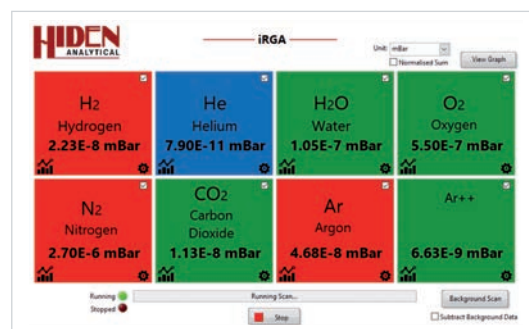 HIDEN
ANALYTICAL
iRGA
Unit: mBar
Normalised Sum
View Graph
H2
Hydrogen
2.23E-8 mBar
He
Helium
7.90E-11 mBar
H2O
Water
1.05E-7 mBar
O2
Oxygen
5.50E-7 mBar
N2
Nitrogen
2.70E-6 mBar
CO2
Carbon
Dioxide
1.13E-8 mBar
Ar
Argon
4.68E-8 mBar
Ar++
6.63E-9 mBar
Running
Running Scan...
Background Scan
Stopped
Stop
Subtract Background Data